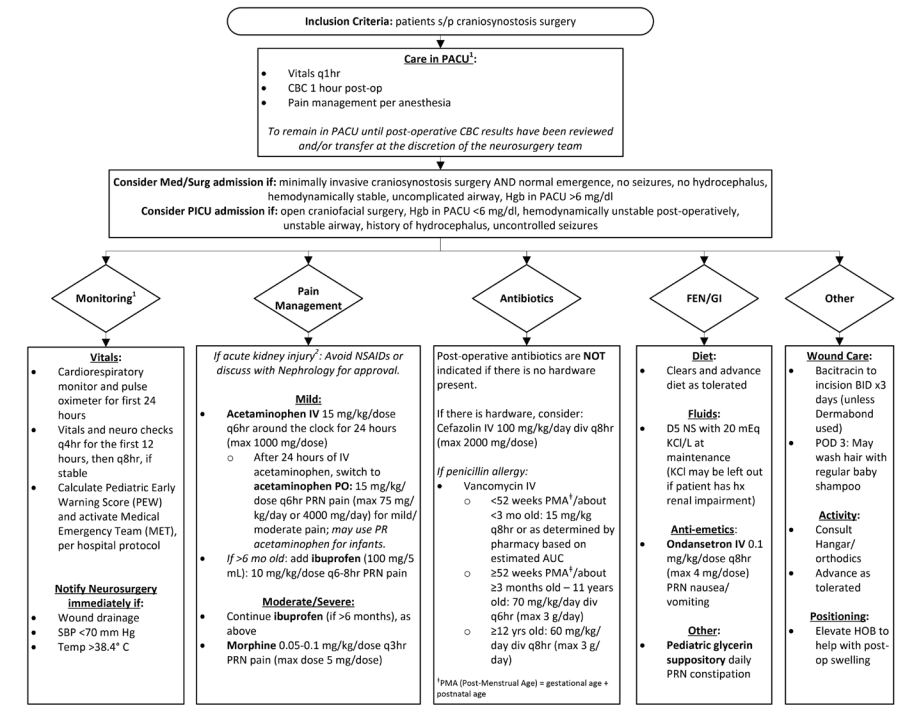 Inclusion Criteria: patients s/p craniosynostosis surgery
Care in PACU1:
• Vitals q1hr
• CBC 1 hour post-op
• Pain management per anesthesia
To remain in PACU until post-operative CBC results have been reviewed
and/or transfer at the discretion of the neurosurgery team
Consider Med/Surg admission if: minimally invasive craniosynostosis surgery AND normal emergence, no seizures, no hydrocephalus,
hemodynamically stable, uncomplicated airway, Hgb in PACU >6 mg/dl
Consider PICU admission if: open craniofacial surgery, Hgb in PACU <6 mg/dl, hemodynamically unstable post-operatively,
unstable airway, history of hydrocephalus, uncontrolled seizures
Monitoring1
Vitals:
• Cardiorespiratory
monitor and pulse
oximeter for first 24
hours
• Vitals and neuro checks
q4hr for the first 12
hours, then q8hr, if
stable
• Calculate Pediatric Early
Warning Score (PEW)
and activate Medical
Emergency Team (MET),
per hospital protocol
Notify Neurosurgery
immediately if:
• Wound drainage
• SBP <70 mm Hg
• Temp >38.4° C
Pain
Management
If acute kidney injury2: Avoid NSAIDs or
discuss with Nephrology for approval.
Mild:
• Acetaminophen IV 15 mg/kg/dose
q6hr around the clock for 24 hours
(max 1000 mg/dose)
o After 24 hours of IV
acetaminophen, switch to
acetaminophen PO: 15 mg/kg/
dose q6hr PRN pain (max 75 mg/
kg/day or 4000 mg/day) for mild/
moderate pain; may use PR
acetaminophen for infants.
• If >6 mo old: add ibuprofen (100 mg/5
mL): 10 mg/kg/dose q6-8hr PRN pain
Moderate/Severe:
• Continue ibuprofen (if >6 months), as
above
• Morphine 0.05-0.1 mg/kg/dose q3hr
PRN pain (max dose 5 mg/dose)
Antibiotics
Post-operative antibiotics are NOT
indicated if there is no hardware
present.
If there is hardware, consider:
Cefazolin IV 100 mg/kg/day div q8hr
(max 2000 mg/dose)
If penicillin allergy:
• Vancomycin IV
o <52 weeks PMA†/about
<3 mo old: 15 mg/kg
q8hr or as determined by
pharmacy based on
estimated AUC
o ≥52 weeks PMA†/about
≥3 months old – 11 years
old: 70 mg/kg/day div
q6hr (max 3 g/day)
o ≥12 yrs old: 60 mg/kg/
day div q8hr (max 3 g/
day)
†PMA (Post-Menstrual Age) = gestational age +
postnatal age
FEN/GI
Diet:
• Clears and advance
diet as tolerated
Fluids:
• D5 NS with 20 mEq
KCl/L at
maintenance
(KCl may be left out
if patient has hx
renal impairment)
Anti-emetics:
• Ondansetron IV 0.1
mg/kg/dose q8hr
(max 4 mg/dose)
PRN nausea/
vomiting
Other:
• Pediatric glycerin
suppository daily
PRN constipation
Other
Wound Care:
• Bacitracin to
incision BID x3
days (unless
Dermabond
used)
• POD 3: May
wash hair with
regular baby
shampoo
Activity:
• Consult
Hangar/
orthodics
• Advance as
tolerated
Positioning:
• Elevate HOB to
help with post-
op swelling